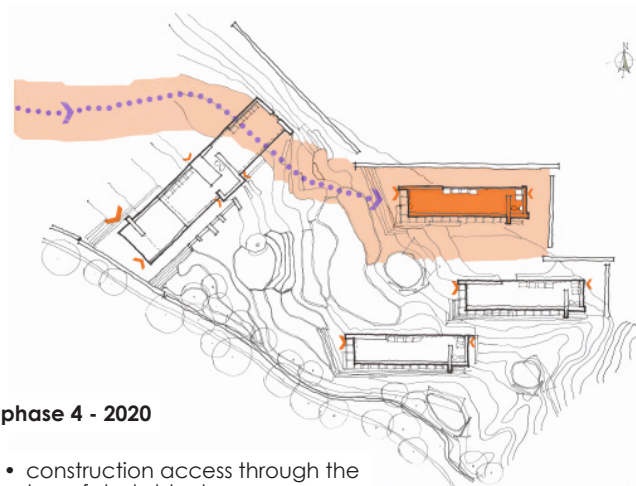 N
phase 4 - 2020
• construction access through the